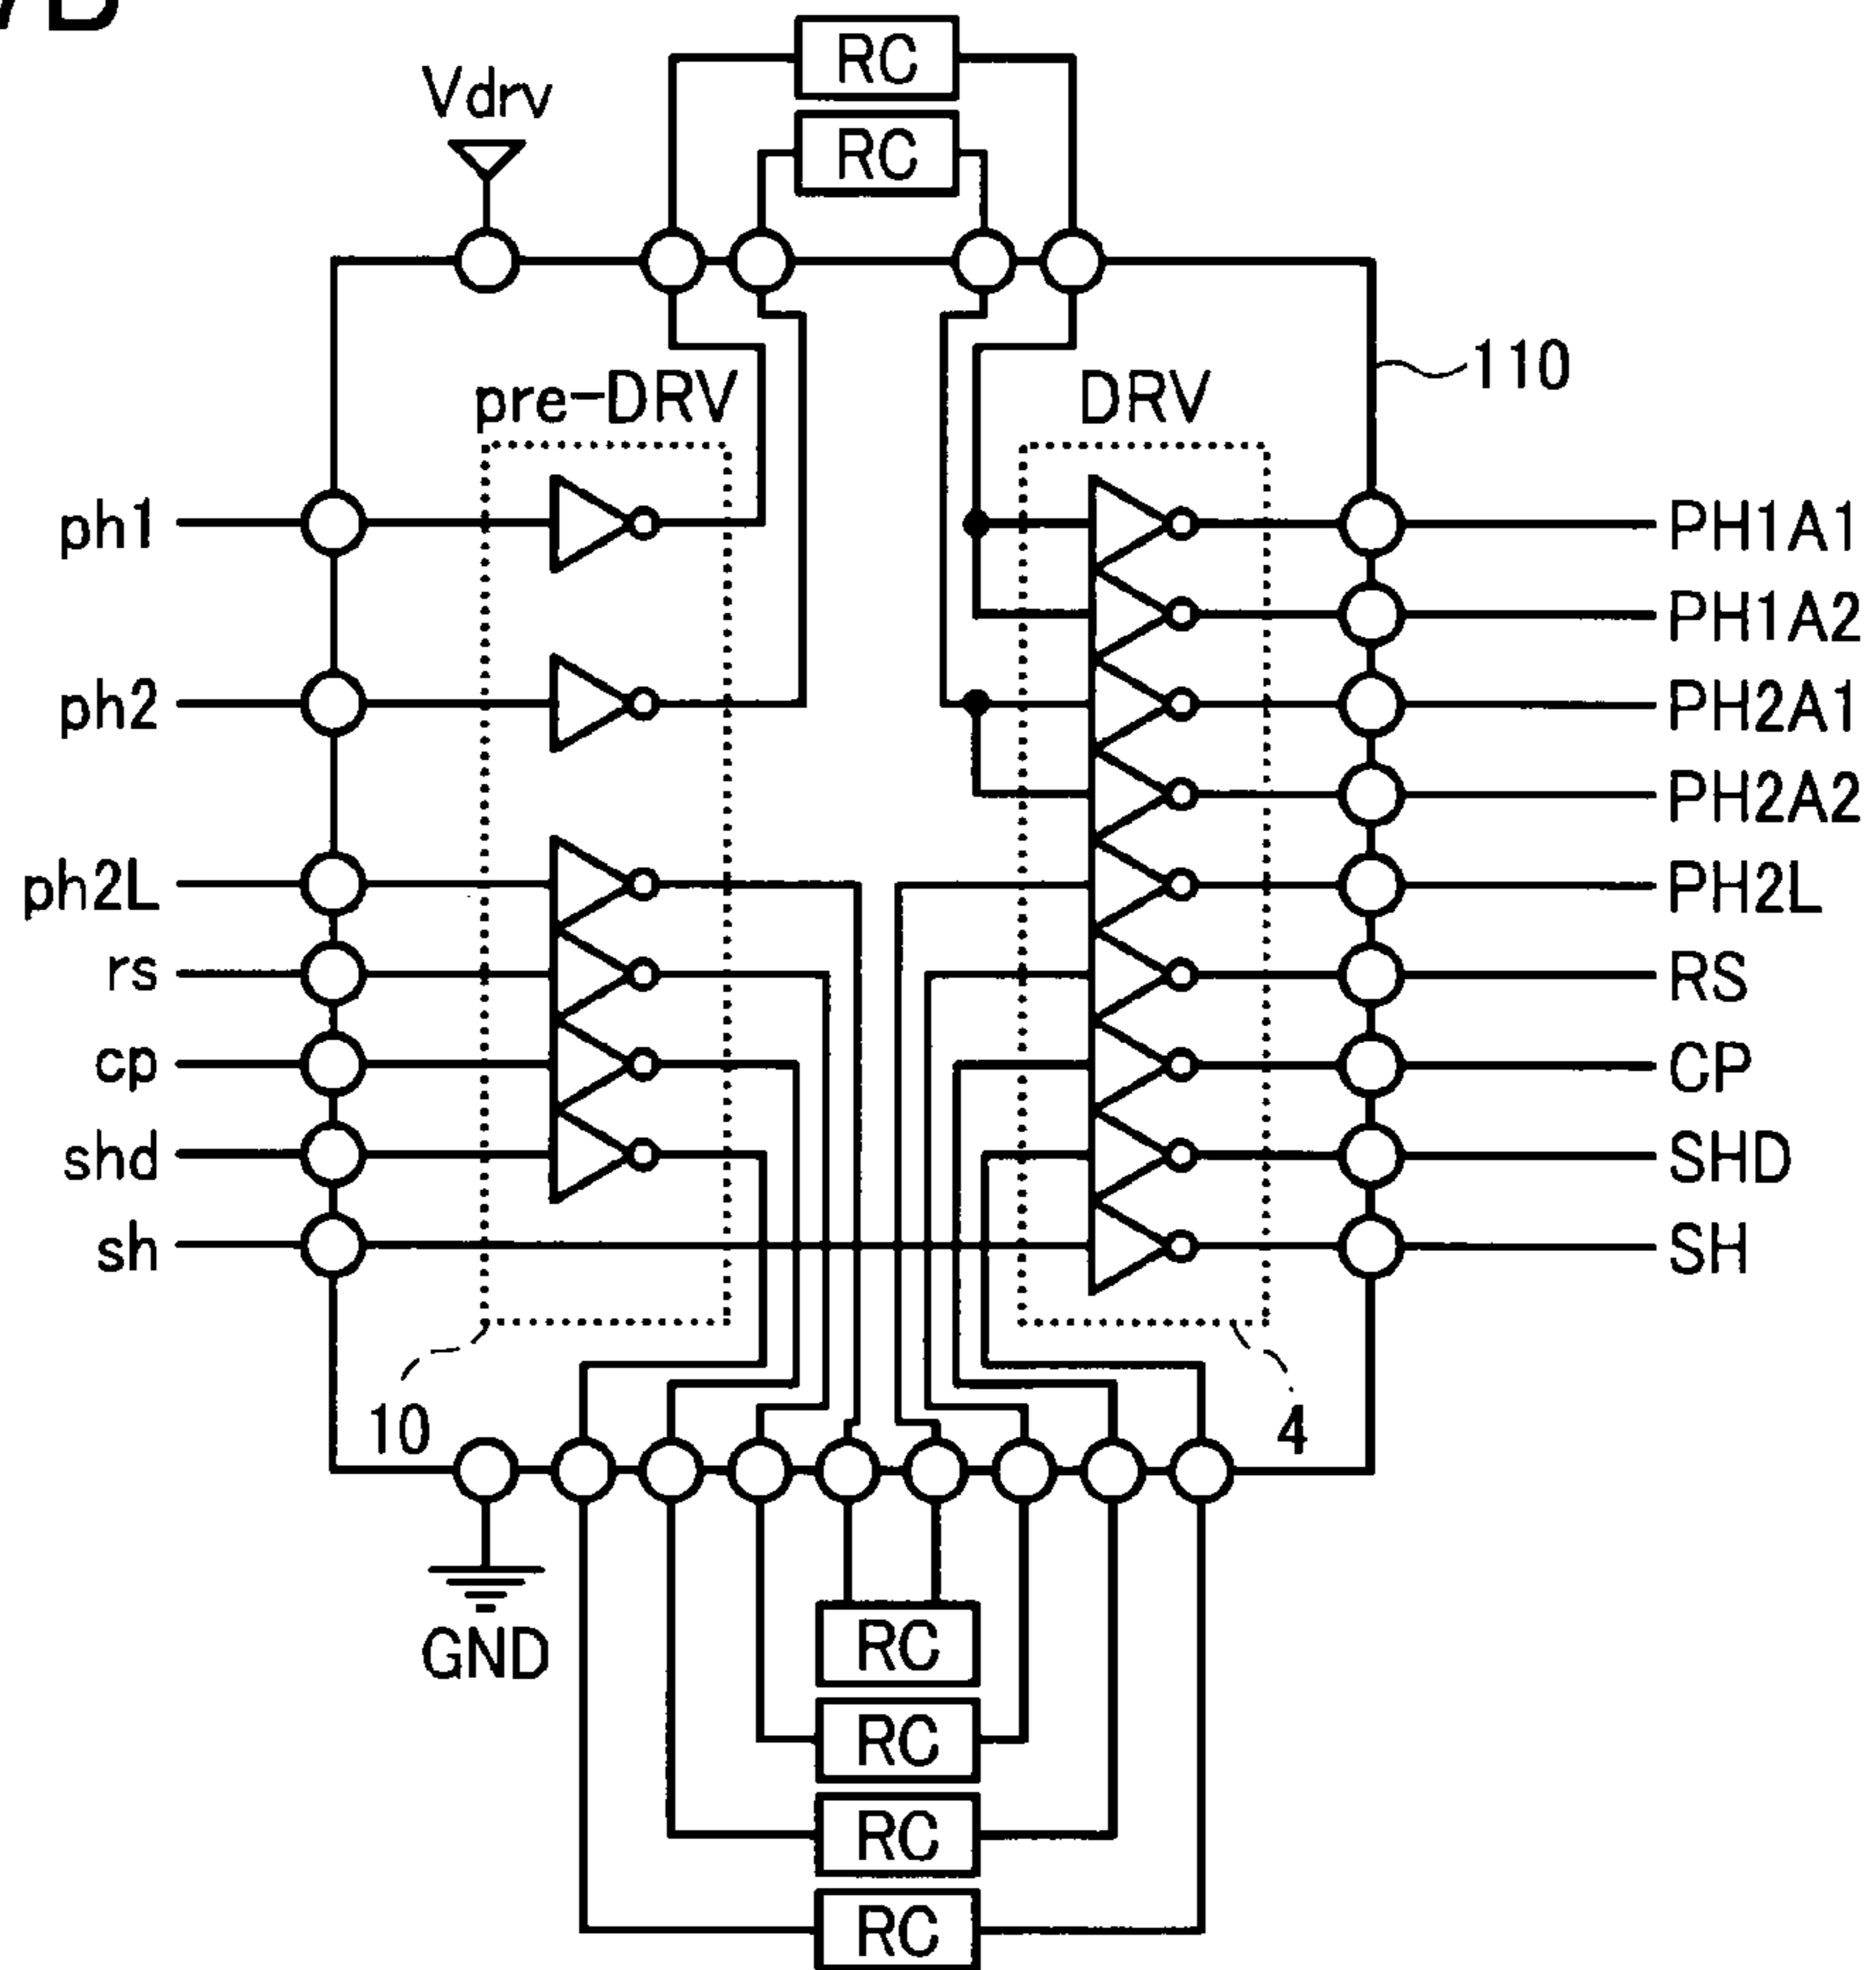 RC
RC
Vdrv
110
pre-DRV
DRV
ph1
PH1A1
PH1A2
ph2
PH2A1
PH2A2
ph2L
PH2L
rs
RS
cp
CP
shd
SHD
sh
SH
10
4
GND
RC
RC
RC
RC